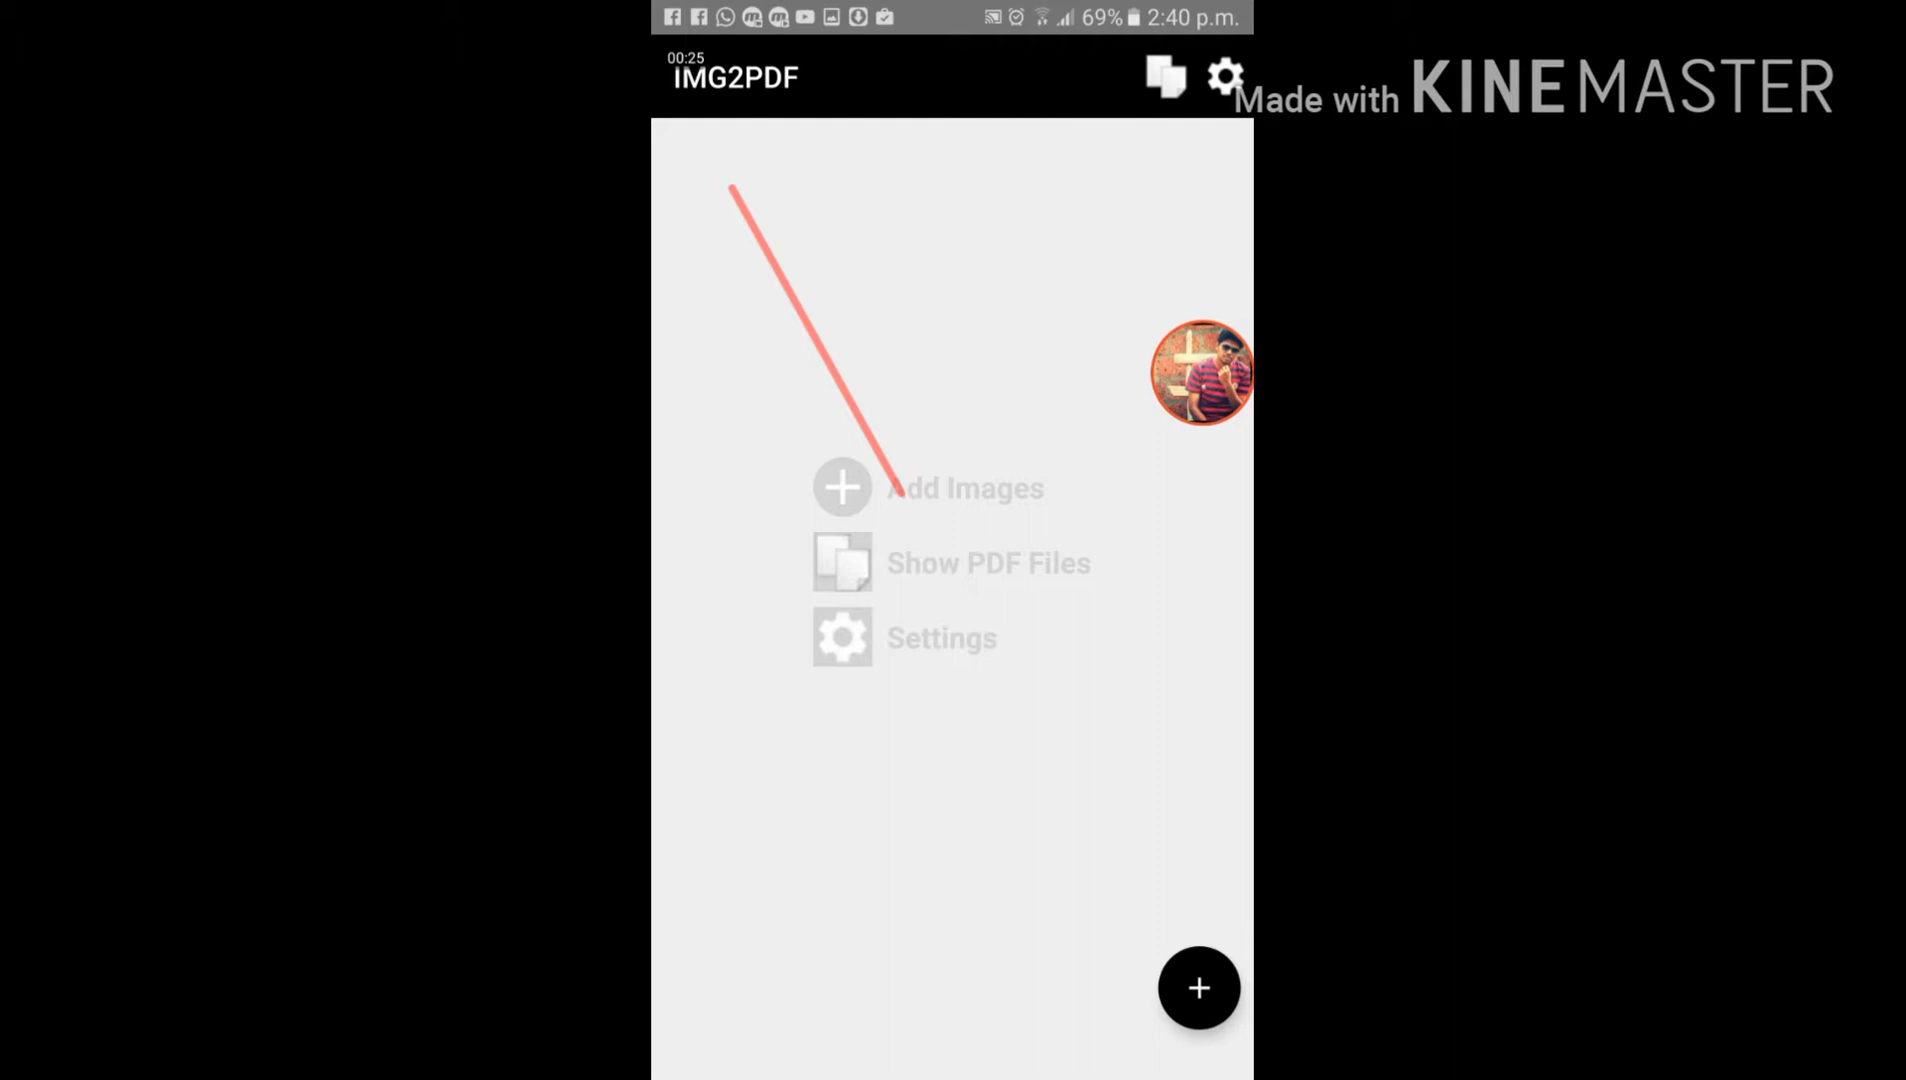 69% 2:40 p.m.
00:25
IMG2PDF
Made with KINEMASTER
Add Images
Show PDF Files
Settings